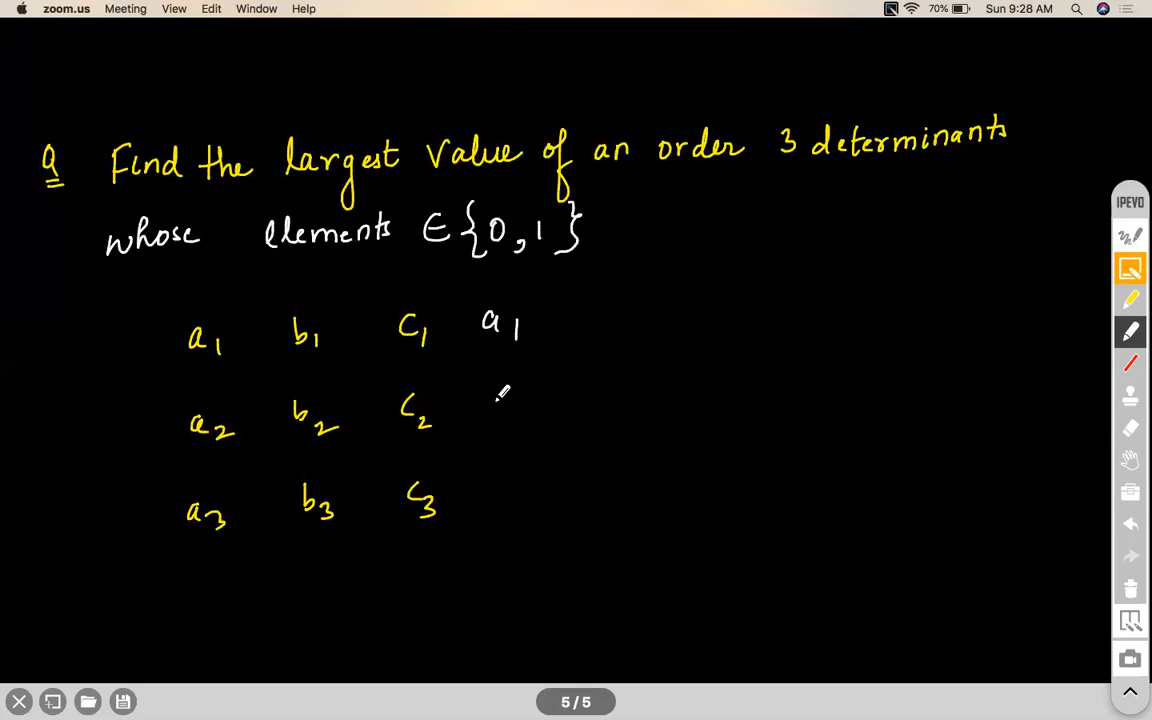 zoom.us Meeting View Edit Window Help 70% Sun 9:28 AM
Q Find the largest value of an order 3 determinants
whose elements ∈ {0, 1}
a₁ b₁ c₁ a₁
a₂ b₂ c₂
a₃ b₃ c₃
IPEVO
5 / 5